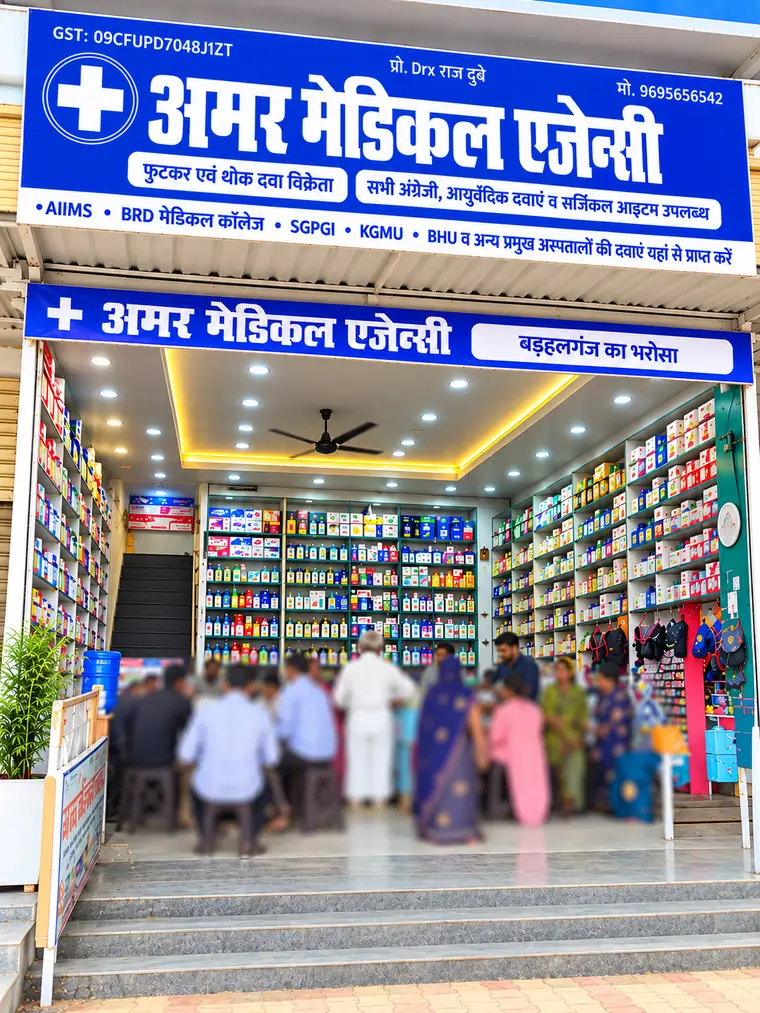 GST: 09CFUPD7048J1ZT
प्रो. Drx राज दुबे
मो. 9695656542
अमर मेडिकल एजेन्सी
फुटकर एवं थोक दवा विक्रेता
सभी अंग्रेजी, आयुर्वेदिक दवाएं व सर्जिकल आइटम उपलब्ध
•AIIMS • BRD मेडिकल कॉलेज • SGPGI • KGMU • BHU व अन्य प्रमुख अस्पतालों की दवाएं यहां से प्राप्त करें
अमर मेडिकल एजेन्सी
बड़हलगंज का भरोसा